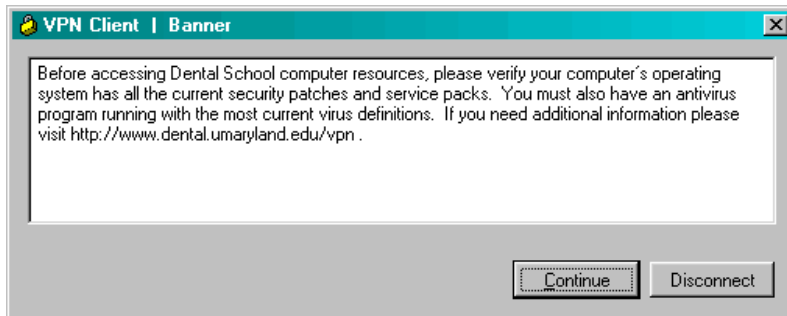 VPN Client | Banner
Before accessing Dental School computer resources, please verify your computer´s operating
system has all the current security patches and service packs.  You must also have an antivirus
program running with the most current virus definitions.  If you need additional information please
visit http://www.dental.umaryland.edu/vpn .
Continue Disconnect